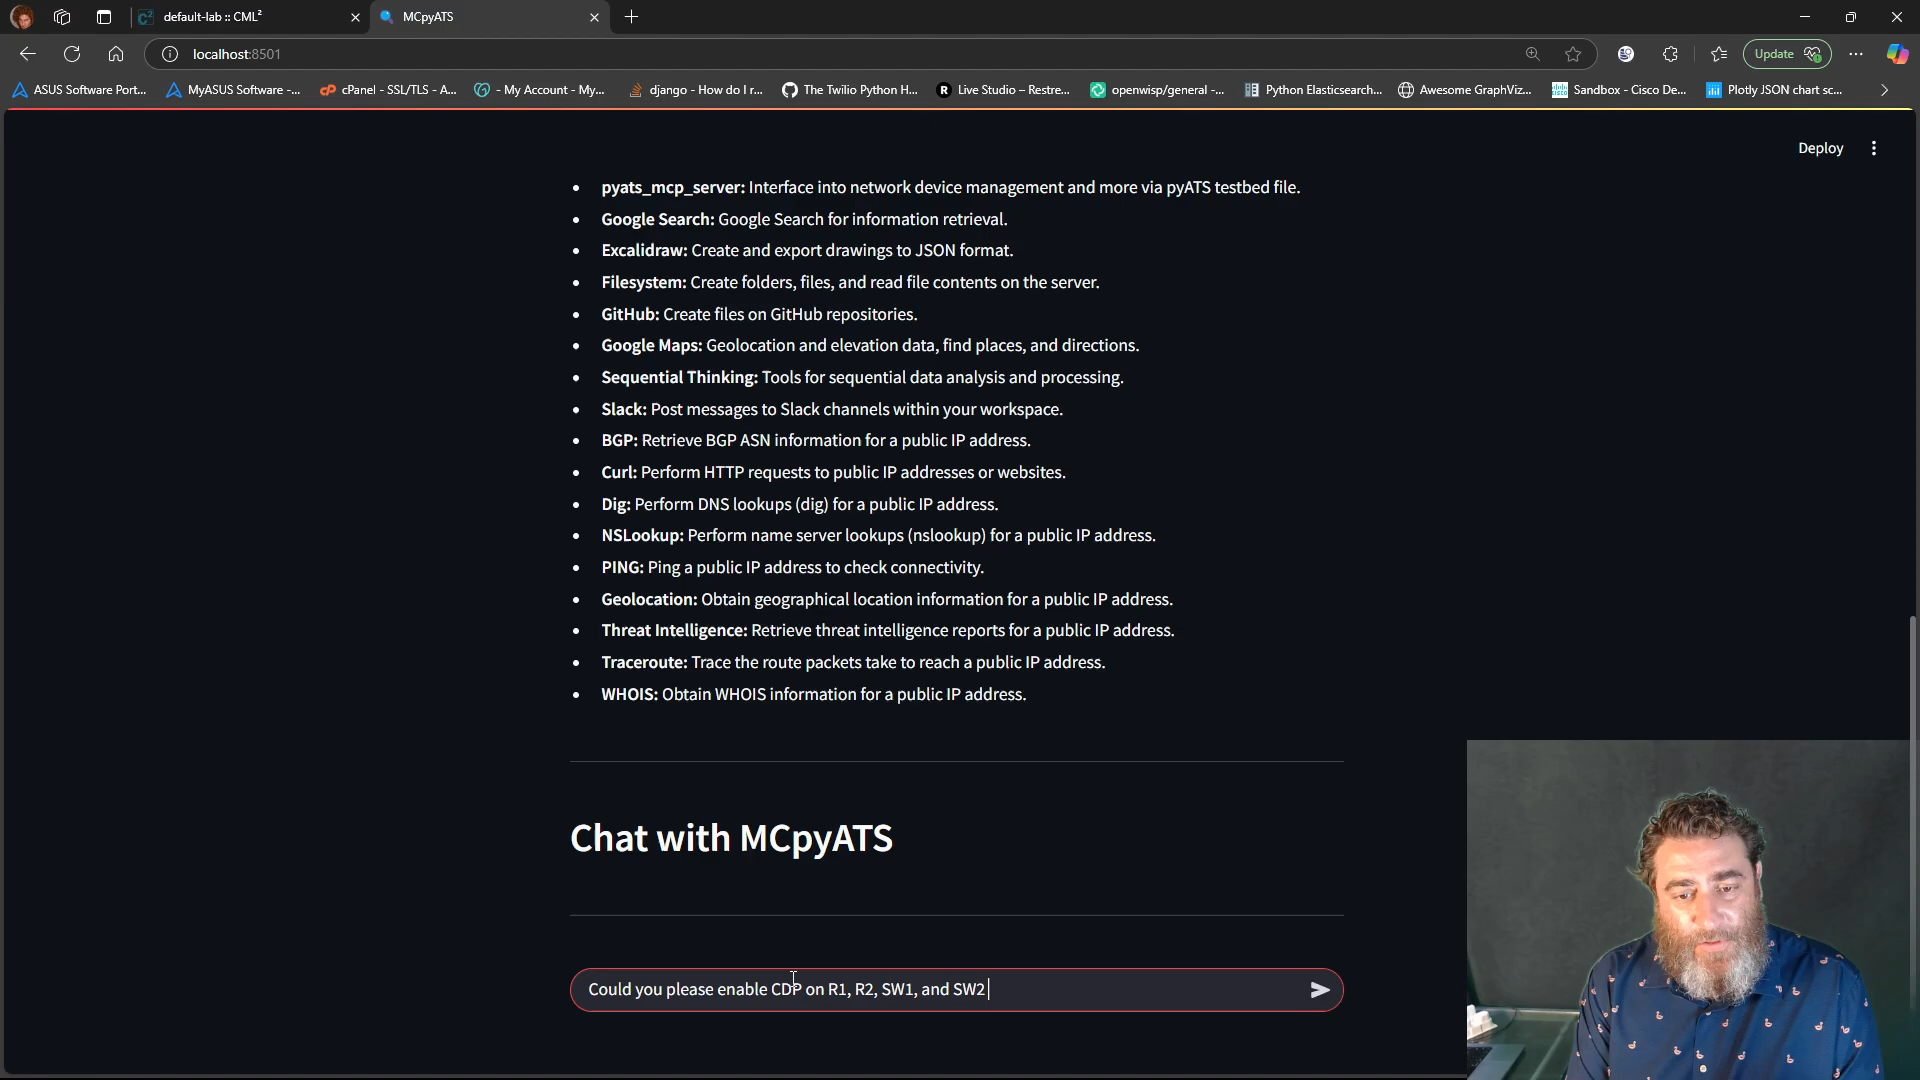 default-lab :: CML²
MCpyATS
localhost:8501
Update
ASUS Software Port...
MyASUS Software -...
cPanel - SSL/TLS - A...
- My Account - My...
django - How do I r...
The Twilio Python H...
Live Studio – Restre...
openwisp/general -...
Python Elasticsearch...
Awesome GraphViz...
Sandbox - Cisco De...
Plotly JSON chart sc...
Deploy
• pyats_mcp_server: Interface into network device management and more via pyATS testbed file.
• Google Search: Google Search for information retrieval.
• Excalidraw: Create and export drawings to JSON format.
• Filesystem: Create folders, files, and read file contents on the server.
• GitHub: Create files on GitHub repositories.
• Google Maps: Geolocation and elevation data, find places, and directions.
• Sequential Thinking: Tools for sequential data analysis and processing.
• Slack: Post messages to Slack channels within your workspace.
• BGP: Retrieve BGP ASN information for a public IP address.
• Curl: Perform HTTP requests to public IP addresses or websites.
• Dig: Perform DNS lookups (dig) for a public IP address.
• NSLookup: Perform name server lookups (nslookup) for a public IP address.
• PING: Ping a public IP address to check connectivity.
• Geolocation: Obtain geographical location information for a public IP address.
• Threat Intelligence: Retrieve threat intelligence reports for a public IP address.
• Traceroute: Trace the route packets take to reach a public IP address.
• WHOIS: Obtain WHOIS information for a public IP address.
Chat with MCpyATS
Could you please enable CDP on R1, R2, SW1, and SW2